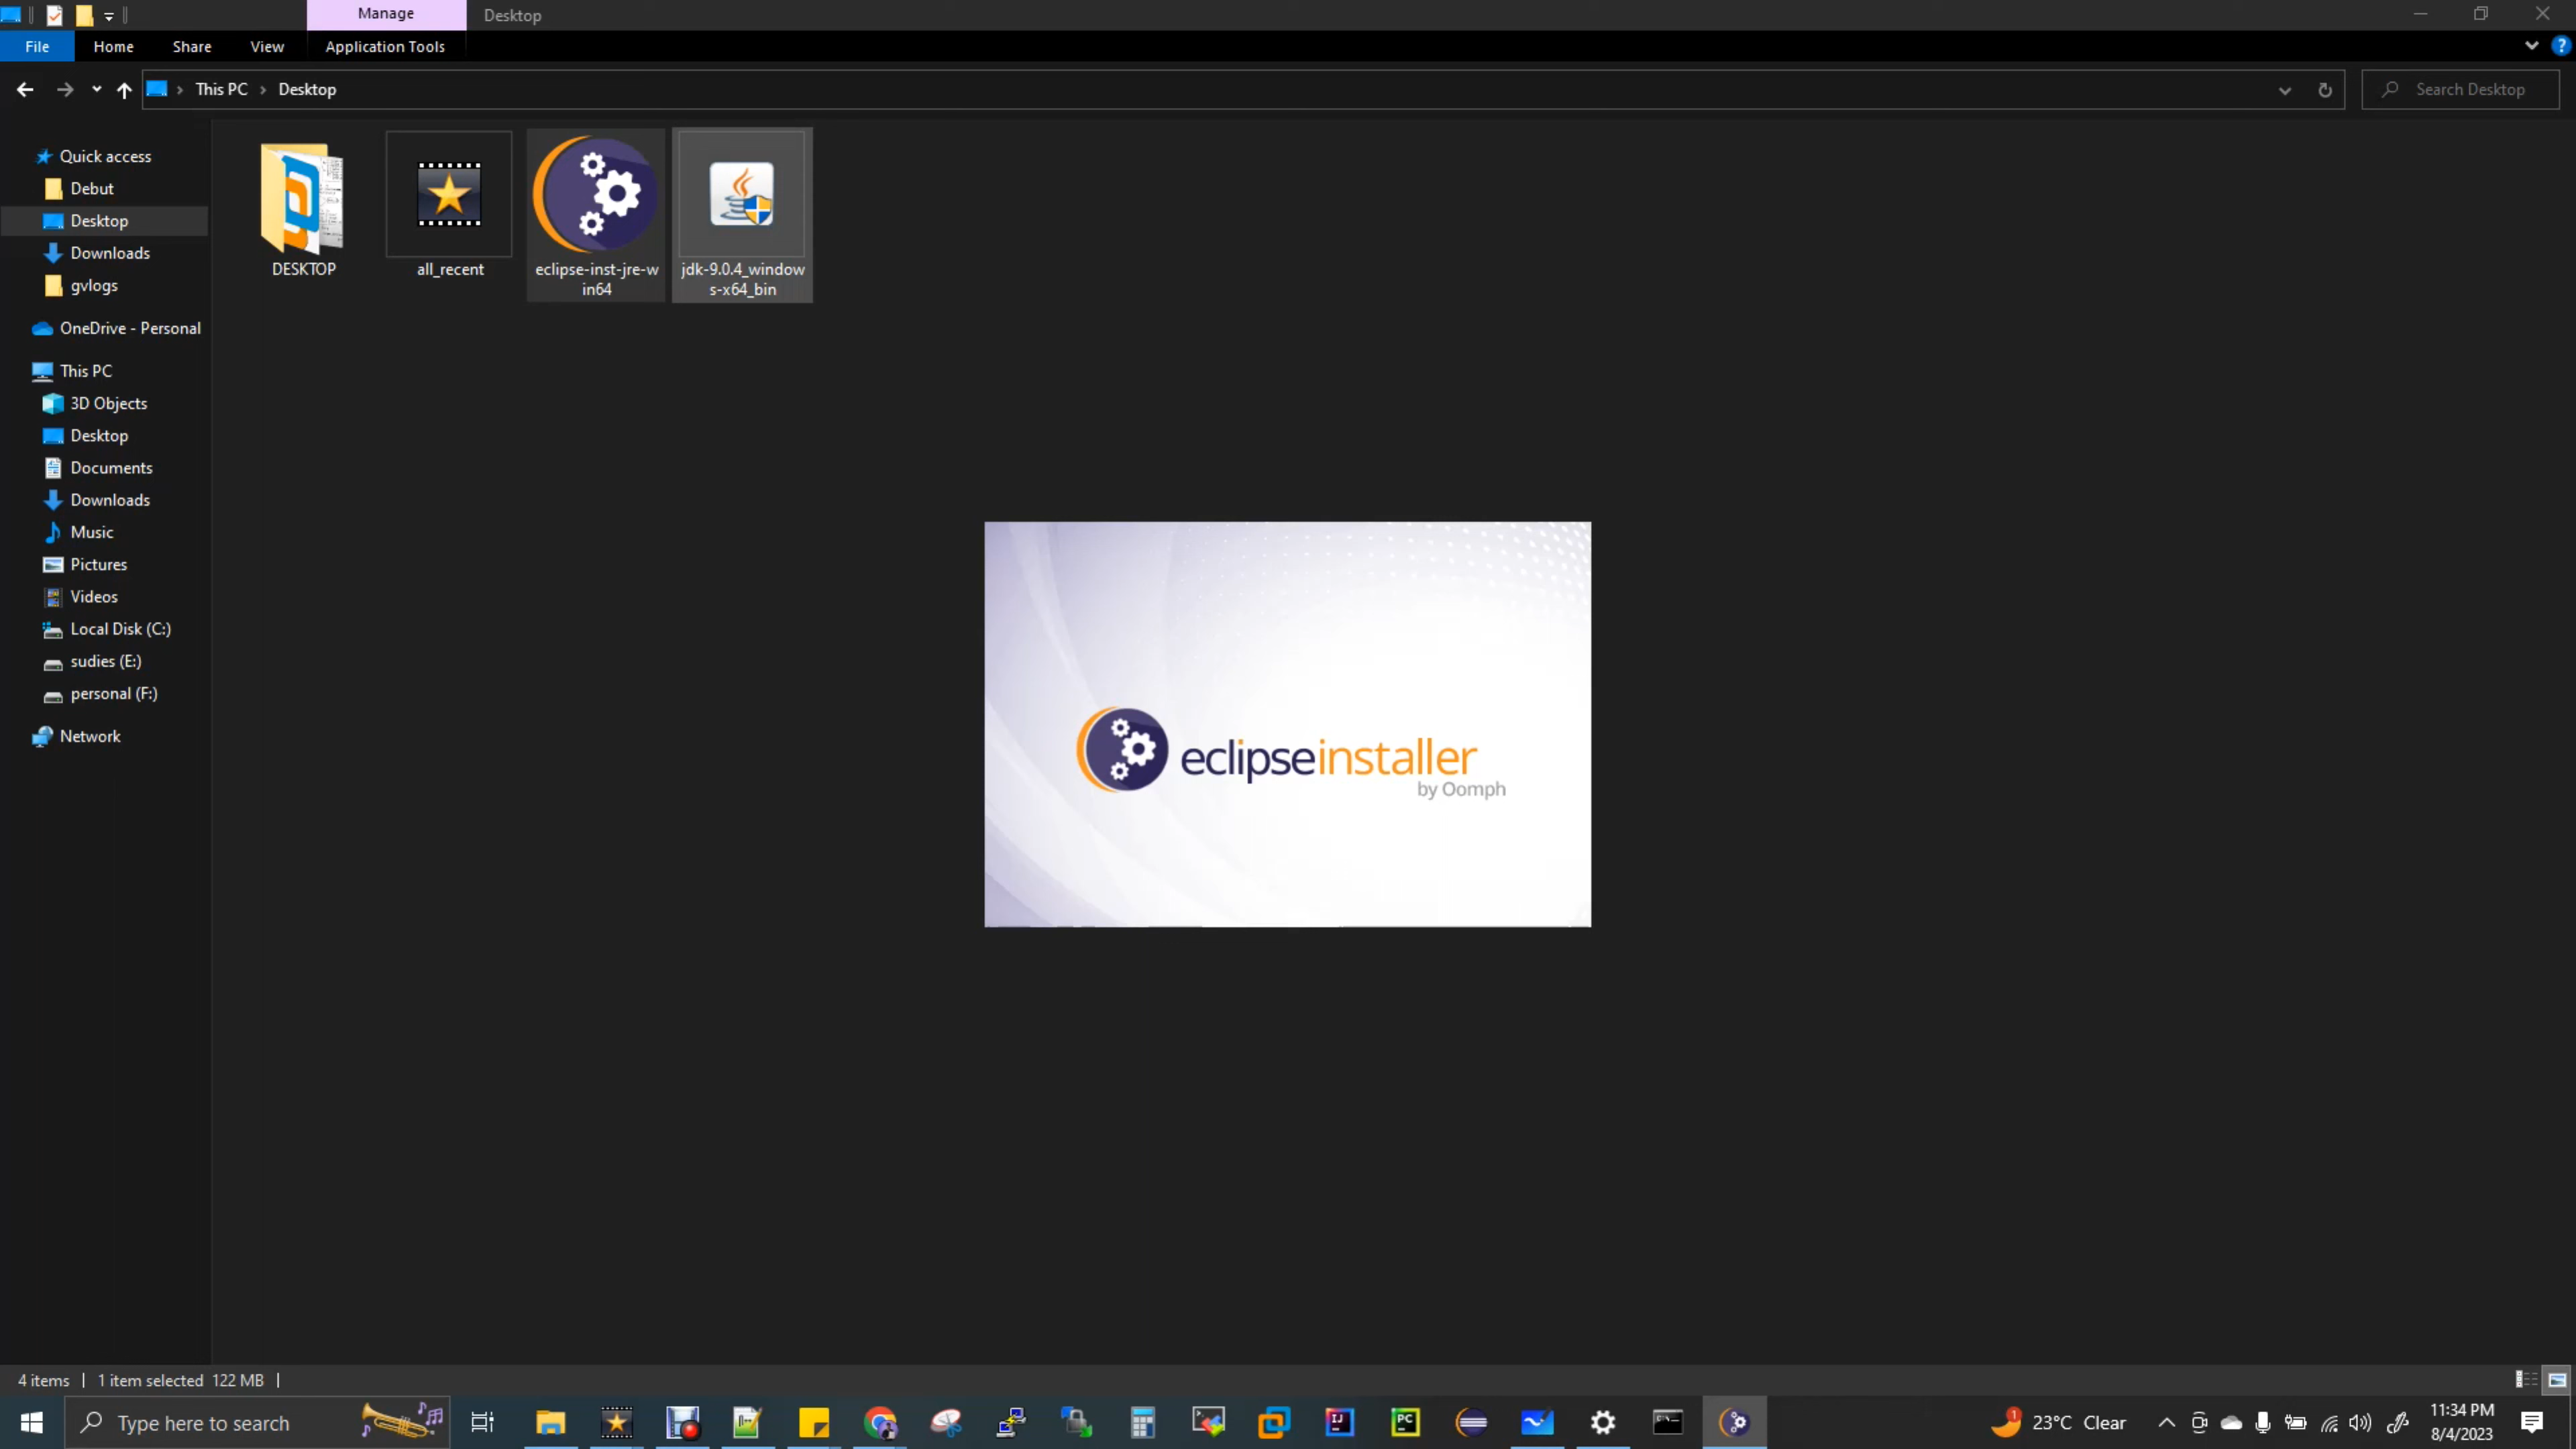 Manage
Desktop
File
Home
Share
View
Application Tools
This PC
Desktop
Search Desktop
Quick access
Debut
Desktop
Downloads
gvlogs
OneDrive - Personal
This PC
3D Objects
Desktop
Documents
Downloads
Music
Pictures
Videos
Local Disk (C:)
sudies (E:)
personal (F:)
Network
DESKTOP
all_recent
eclipse-inst-jre-w
in64
jdk-9.0.4_window
s-x64_bin
eclipseinstaller
by Oomph
4 items
1 item selected 122 MB
Type here to search
IJ
PC
1
23°C Clear
11:34 PM
8/4/2023